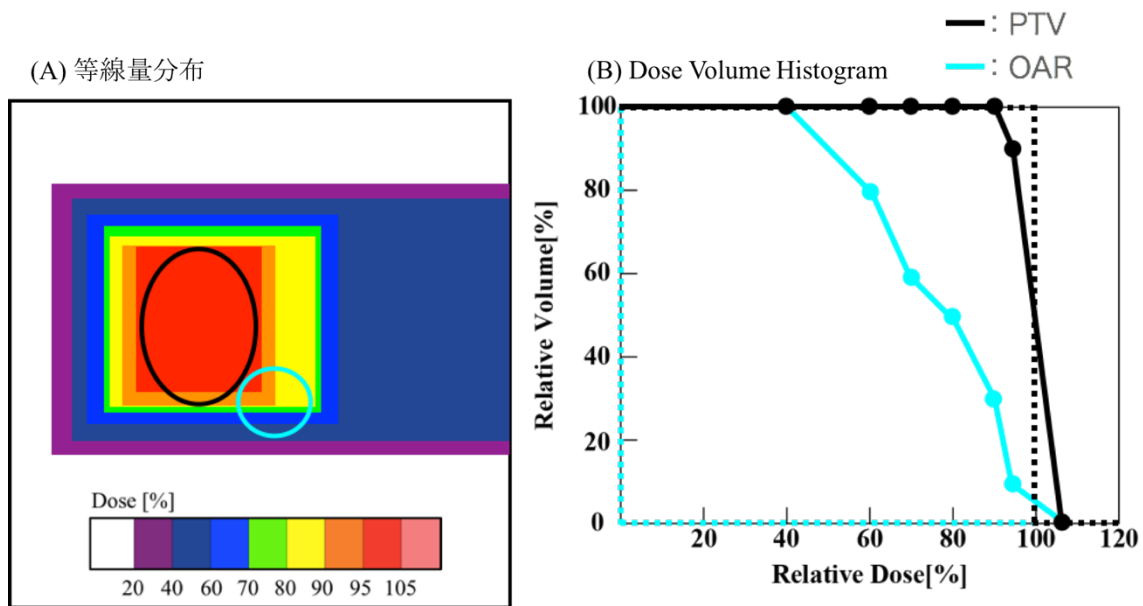 : PTV
: OAR
(A) 等線量分布
(B) Dose Volume Histogram
Dose [%]
20 40 60 70 80 90 95 105
Relative Volume[%]
100
80
60
40
20
0
20 40 60 80 100 120
Relative Dose[%]